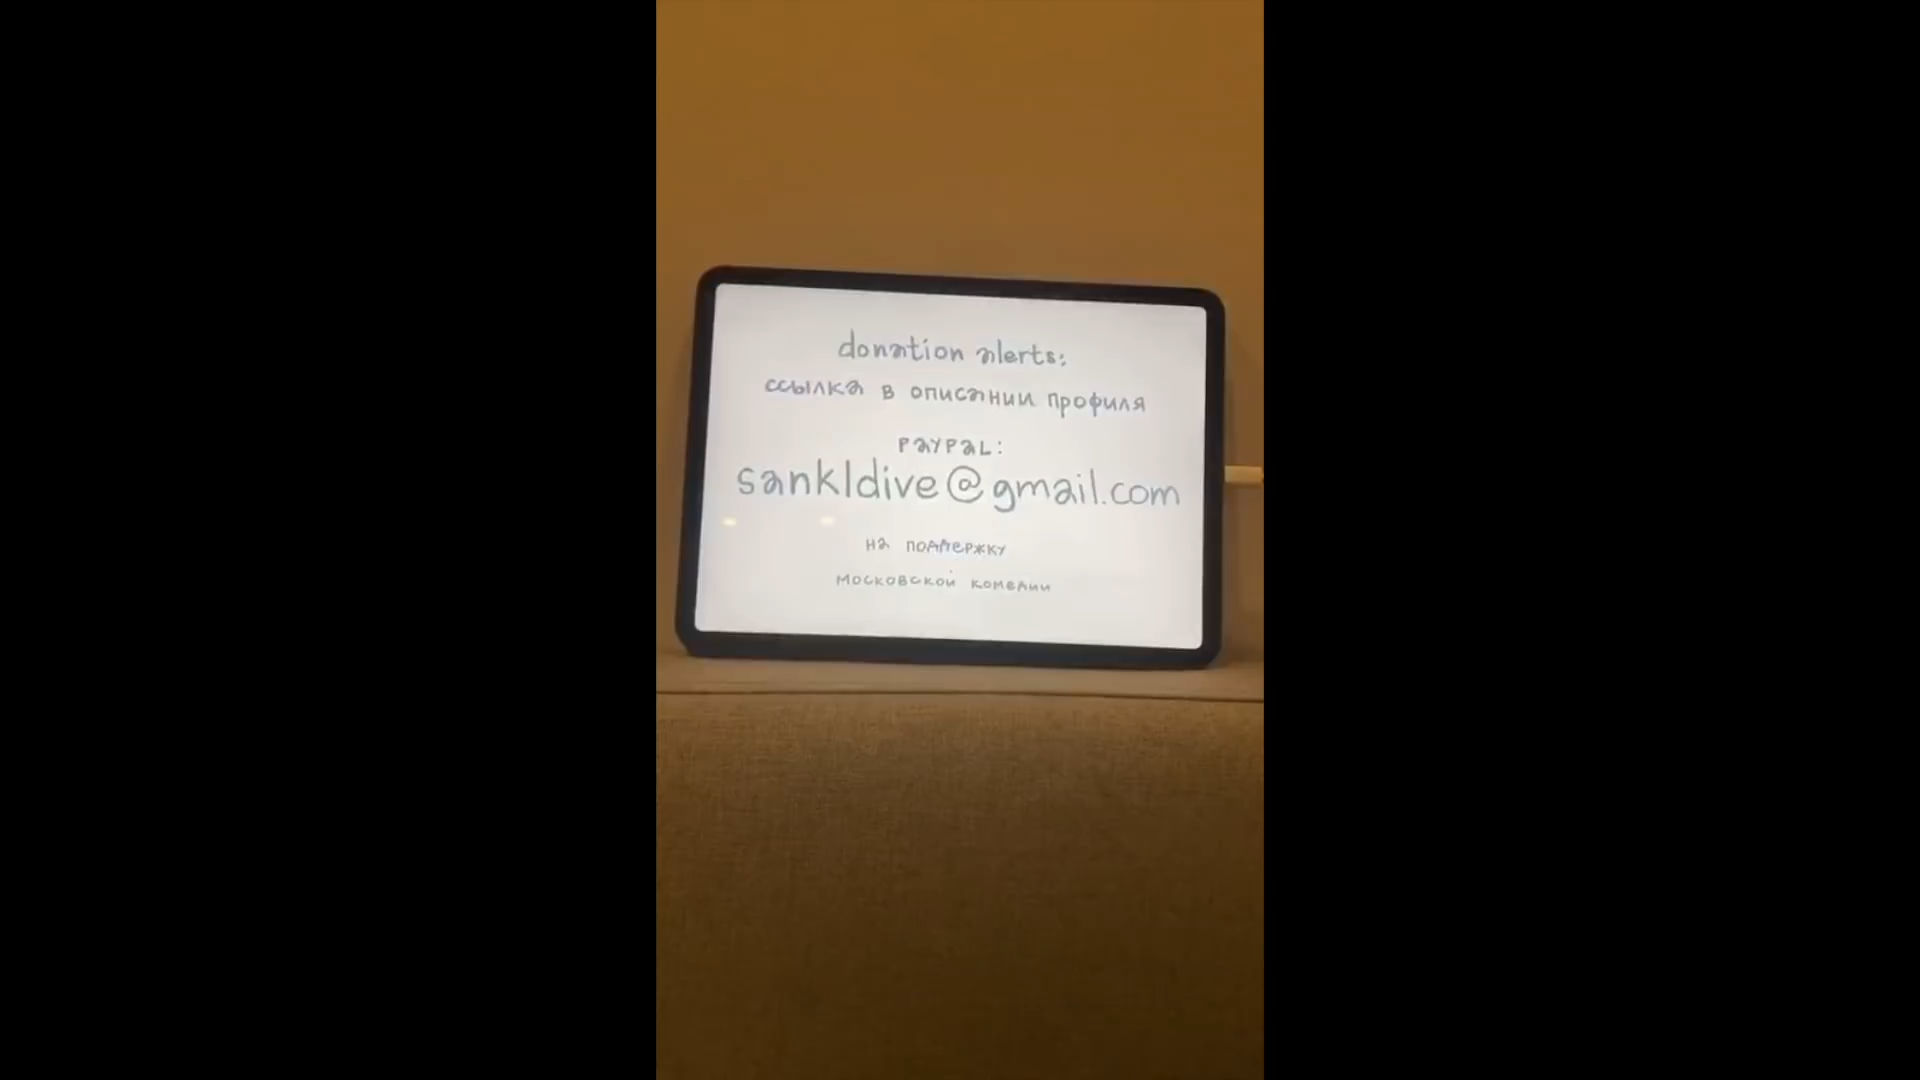 donation alerts:
ссылка в описании профиля
PAYPAL:
sankldive@gmail.com
на поддержку
московской комедии